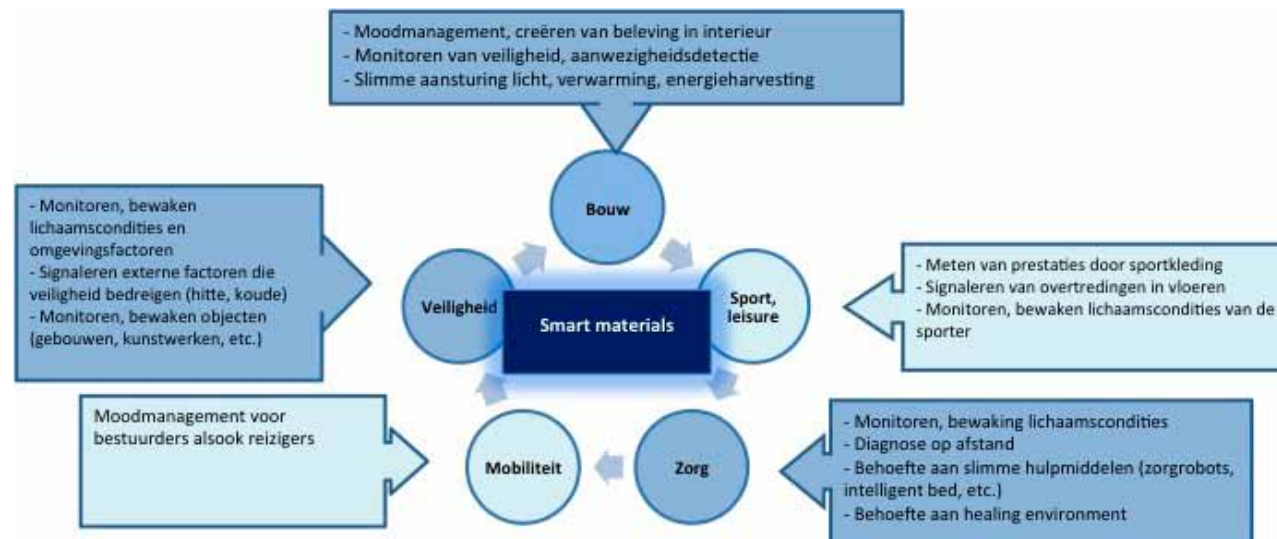 - Moodmanagement, creëren van beleving in interieur
- Monitoren van veiligheid, aanwezigheidsdetectie
- Slimme aansturing licht, verwarming, energieharvesting
Bouw
- Monitoren, bewaken
lichaamscondities en
omgevingsfactoren
- Signaleren externe factoren die
veiligheid bedreigen (hitte, koude)
- Monitoren, bewaken objecten
(gebouwen, kunstwerken, etc.)
Veiligheid
Smart materials
Sport,
leisure
- Meten van prestaties door sportkleding
- Signaleren van overtredingen in vloeren
- Monitoren, bewaken lichaamscondities van de
sporter
Moodmanagement voor
bestuurders alsook reizigers
Mobiliteit
Zorg
- Monitoren, bewaking lichaamscondities
- Diagnose op afstand
- Behoefte aan slimme hulpmiddelen (zorgrobots,
intelligent bed, etc.)
- Behoefte aan healing environment